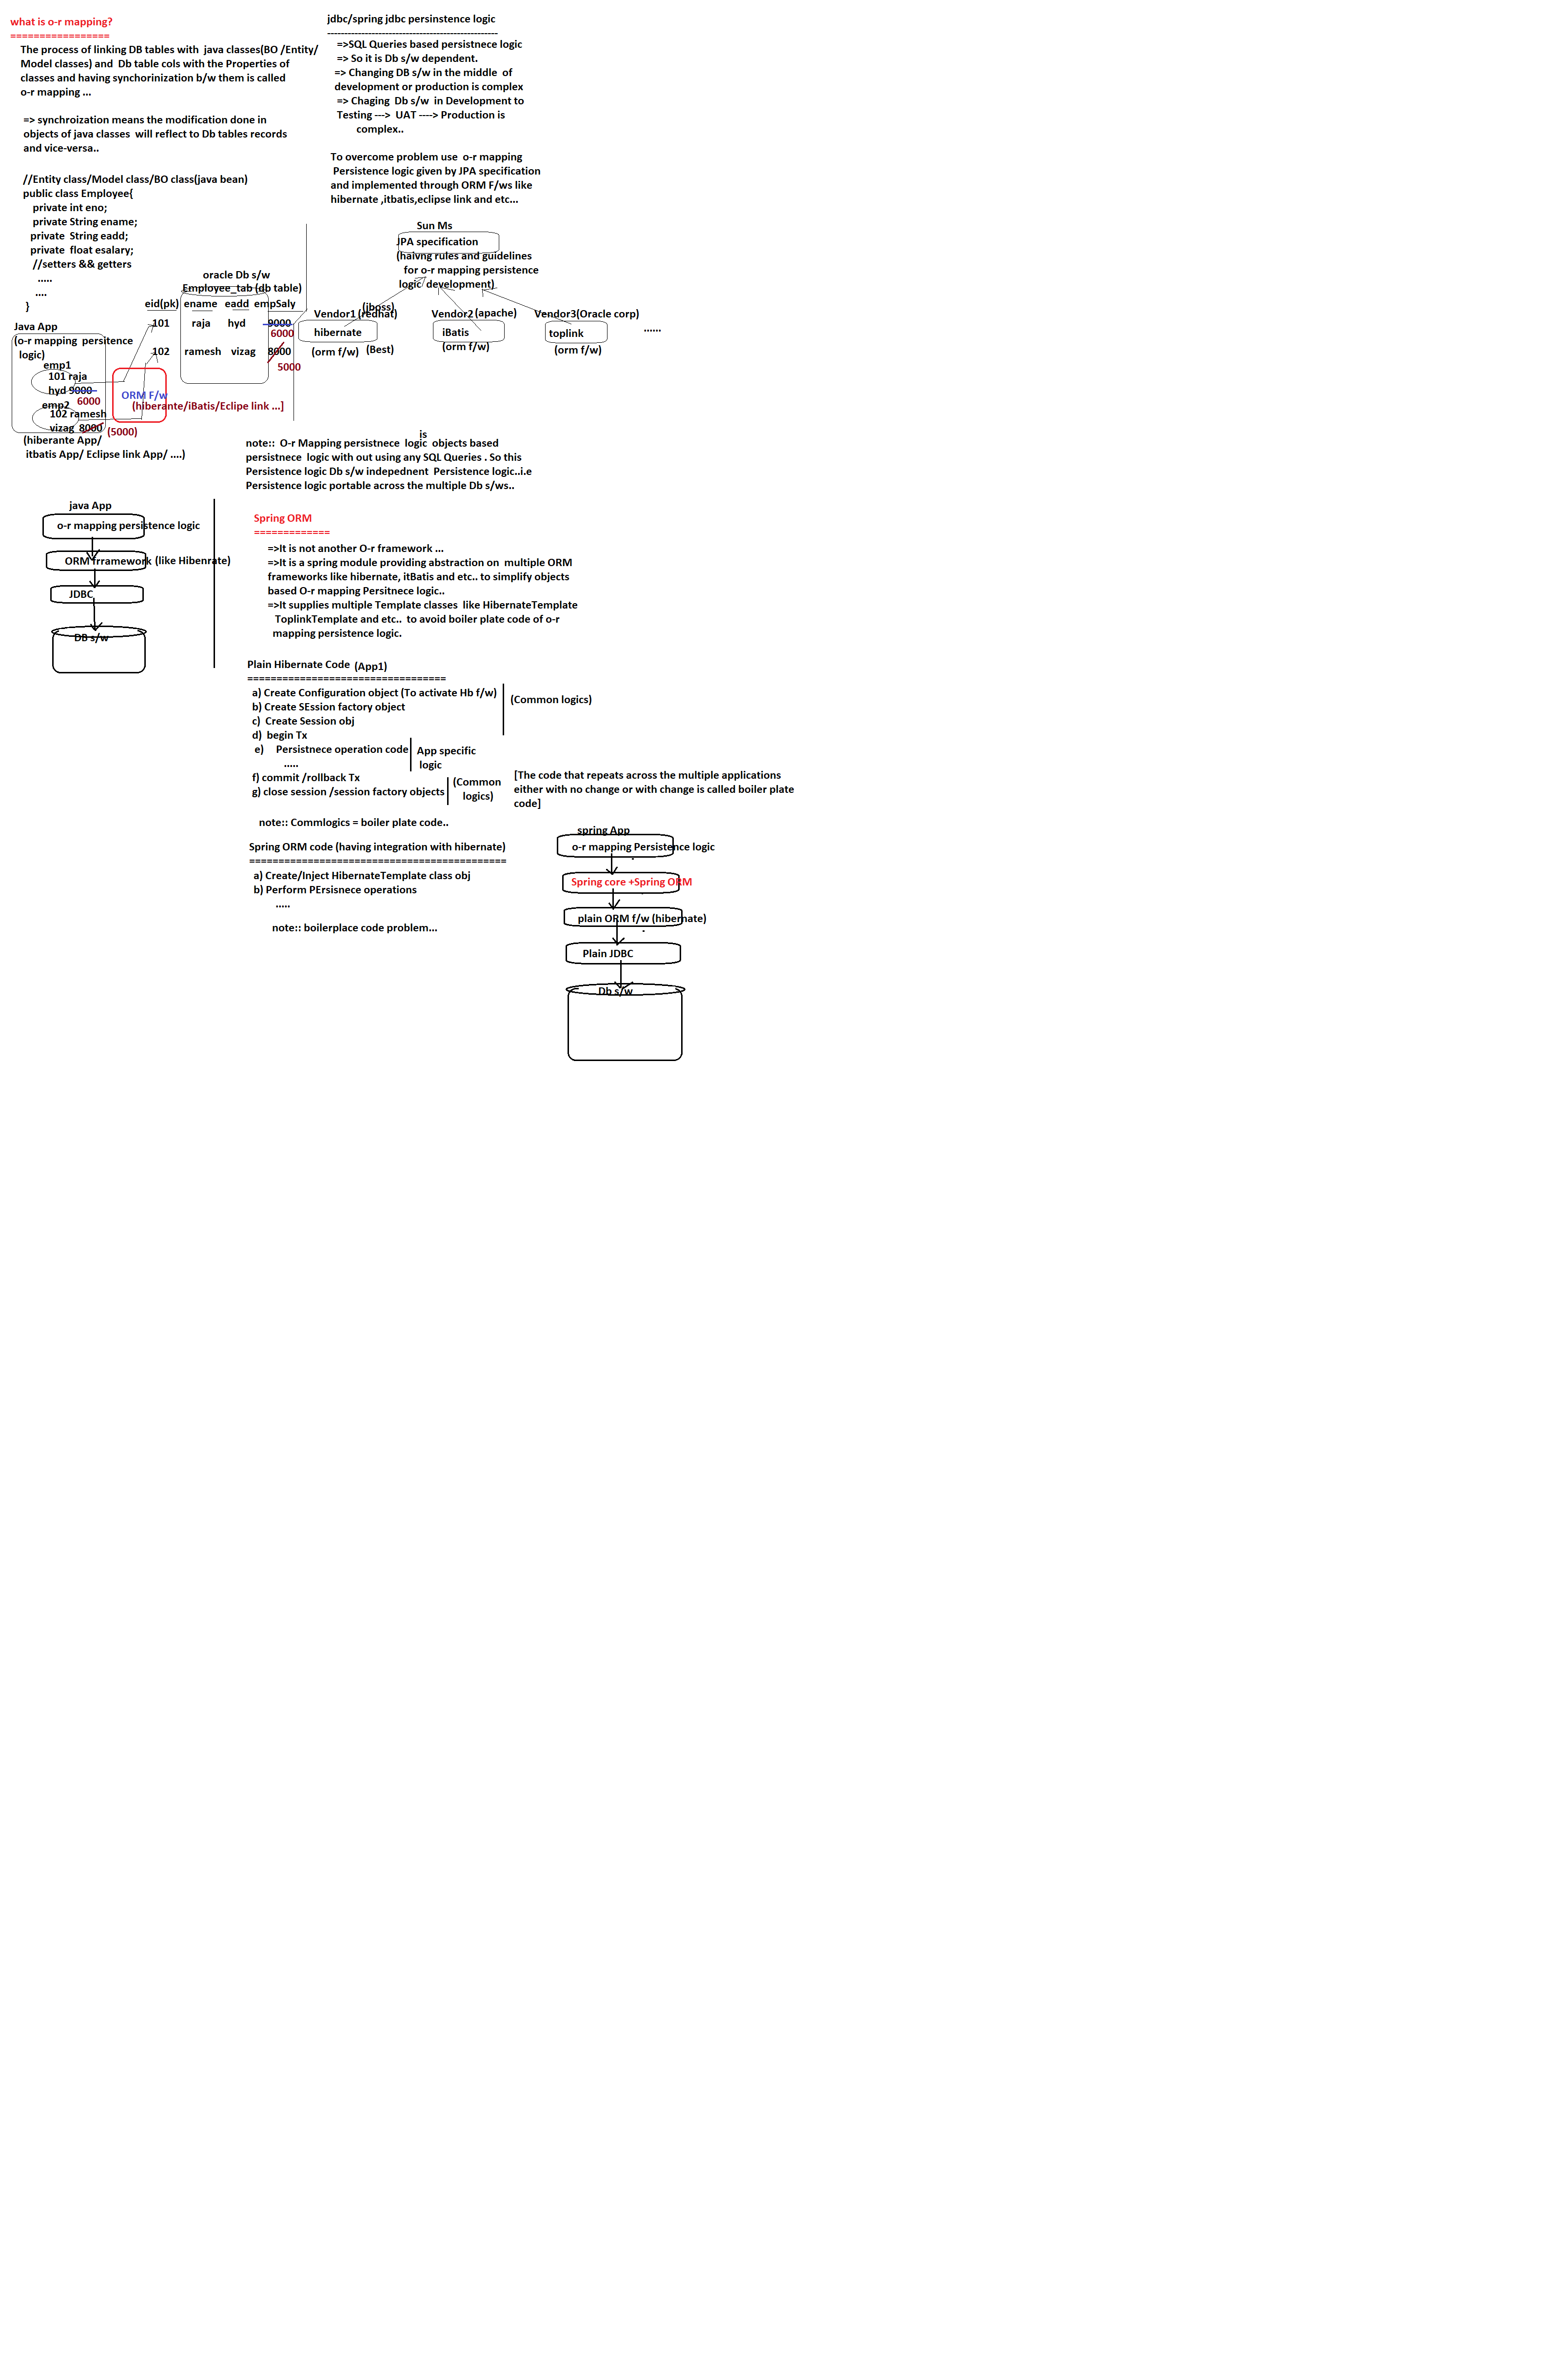 what is o-r mapping?
=================
The process of linking DB tables with java classes(BO /Entity/
Model classes) and Db table cols with the Properties of
classes and having synchorinization b/w them is called
o-r mapping ...
=> synchroization means the modification done in
objects of java classes will reflect to Db tables records
and vice-versa..
//Entity class/Model class/BO class(java bean)
public class Employee{
private int eno;
private String ename;
private String eadd;
private float esalary;
//setters && getters
.....
....
}
oracle Db s/w
Employee_tab (db table)
eid(pk) ename eadd empSaly
101 raja hyd 9000
6000
102 ramesh vizag 8000
5000
Java App
(o-r mapping persitence
logic)
emp1
101 raja
hyd 9000
6000
emp2
102 ramesh
vizag 8000 (5000)
(hiberante App/
itbatis App/ Eclipse link App/ ....)
ORM F/w
(hiberante/iBatis/Eclipe link ...]
jdbc/spring jdbc persinstence logic
--------------------------------------------------
=>SQL Queries based persistnece logic
=> So it is Db s/w dependent.
=> Changing DB s/w in the middle of
development or production is complex
=> Chaging Db s/w in Development to
Testing ---> UAT ----> Production is
complex..
To overcome problem use o-r mapping
Persistence logic given by JPA specification
and implemented through ORM F/ws like
hibernate ,itbatis,eclipse link and etc...
Sun Ms
JPA specification
(haivng rules and guidelines
for o-r mapping persistence
logic development)
(jboss)
Vendor1 (redhat)
hibernate
(orm f/w) (Best)
Vendor2 (apache)
iBatis
(orm f/w)
Vendor3(Oracle corp)
toplink
(orm f/w)
......
is
note:: O-r Mapping persistnece logic objects based
persistnece logic with out using any SQL Queries . So this
Persistence logic Db s/w indepednent Persistence logic..i.e
Persistence logic portable across the multiple Db s/ws..
java App
o-r mapping persistence logic
ORM frramework (like Hibenrate)
JDBC
DB s/w
Spring ORM
=============
=>It is not another O-r framework ...
=>It is a spring module providing abstraction on multiple ORM
frameworks like hibernate, itBatis and etc.. to simplify objects
based O-r mapping Persitnece logic..
=>It supplies multiple Template classes like HibernateTemplate
ToplinkTemplate and etc.. to avoid boiler plate code of o-r
mapping persistence logic.
Plain Hibernate Code (App1)
==================================
a) Create Configuration object (To activate Hb f/w)
b) Create SEssion factory object
c) Create Session obj
d) begin Tx
(Common logics)
e) Persistnece operation code
.....
App specific
logic
f) commit /rollback Tx
g) close session /session factory objects
(Common
logics)
[The code that repeats across the multiple applications
either with no change or with change is called boiler plate
code]
note:: Commlogics = boiler plate code..
Spring ORM code (having integration with hibernate)
============================================
a) Create/Inject HibernateTemplate class obj
b) Perform PErsisnece operations
.....
note:: boilerplace code problem...
spring App
o-r mapping Persistence logic
Spring core +Spring ORM
plain ORM f/w (hibernate)
Plain JDBC
Db s/w